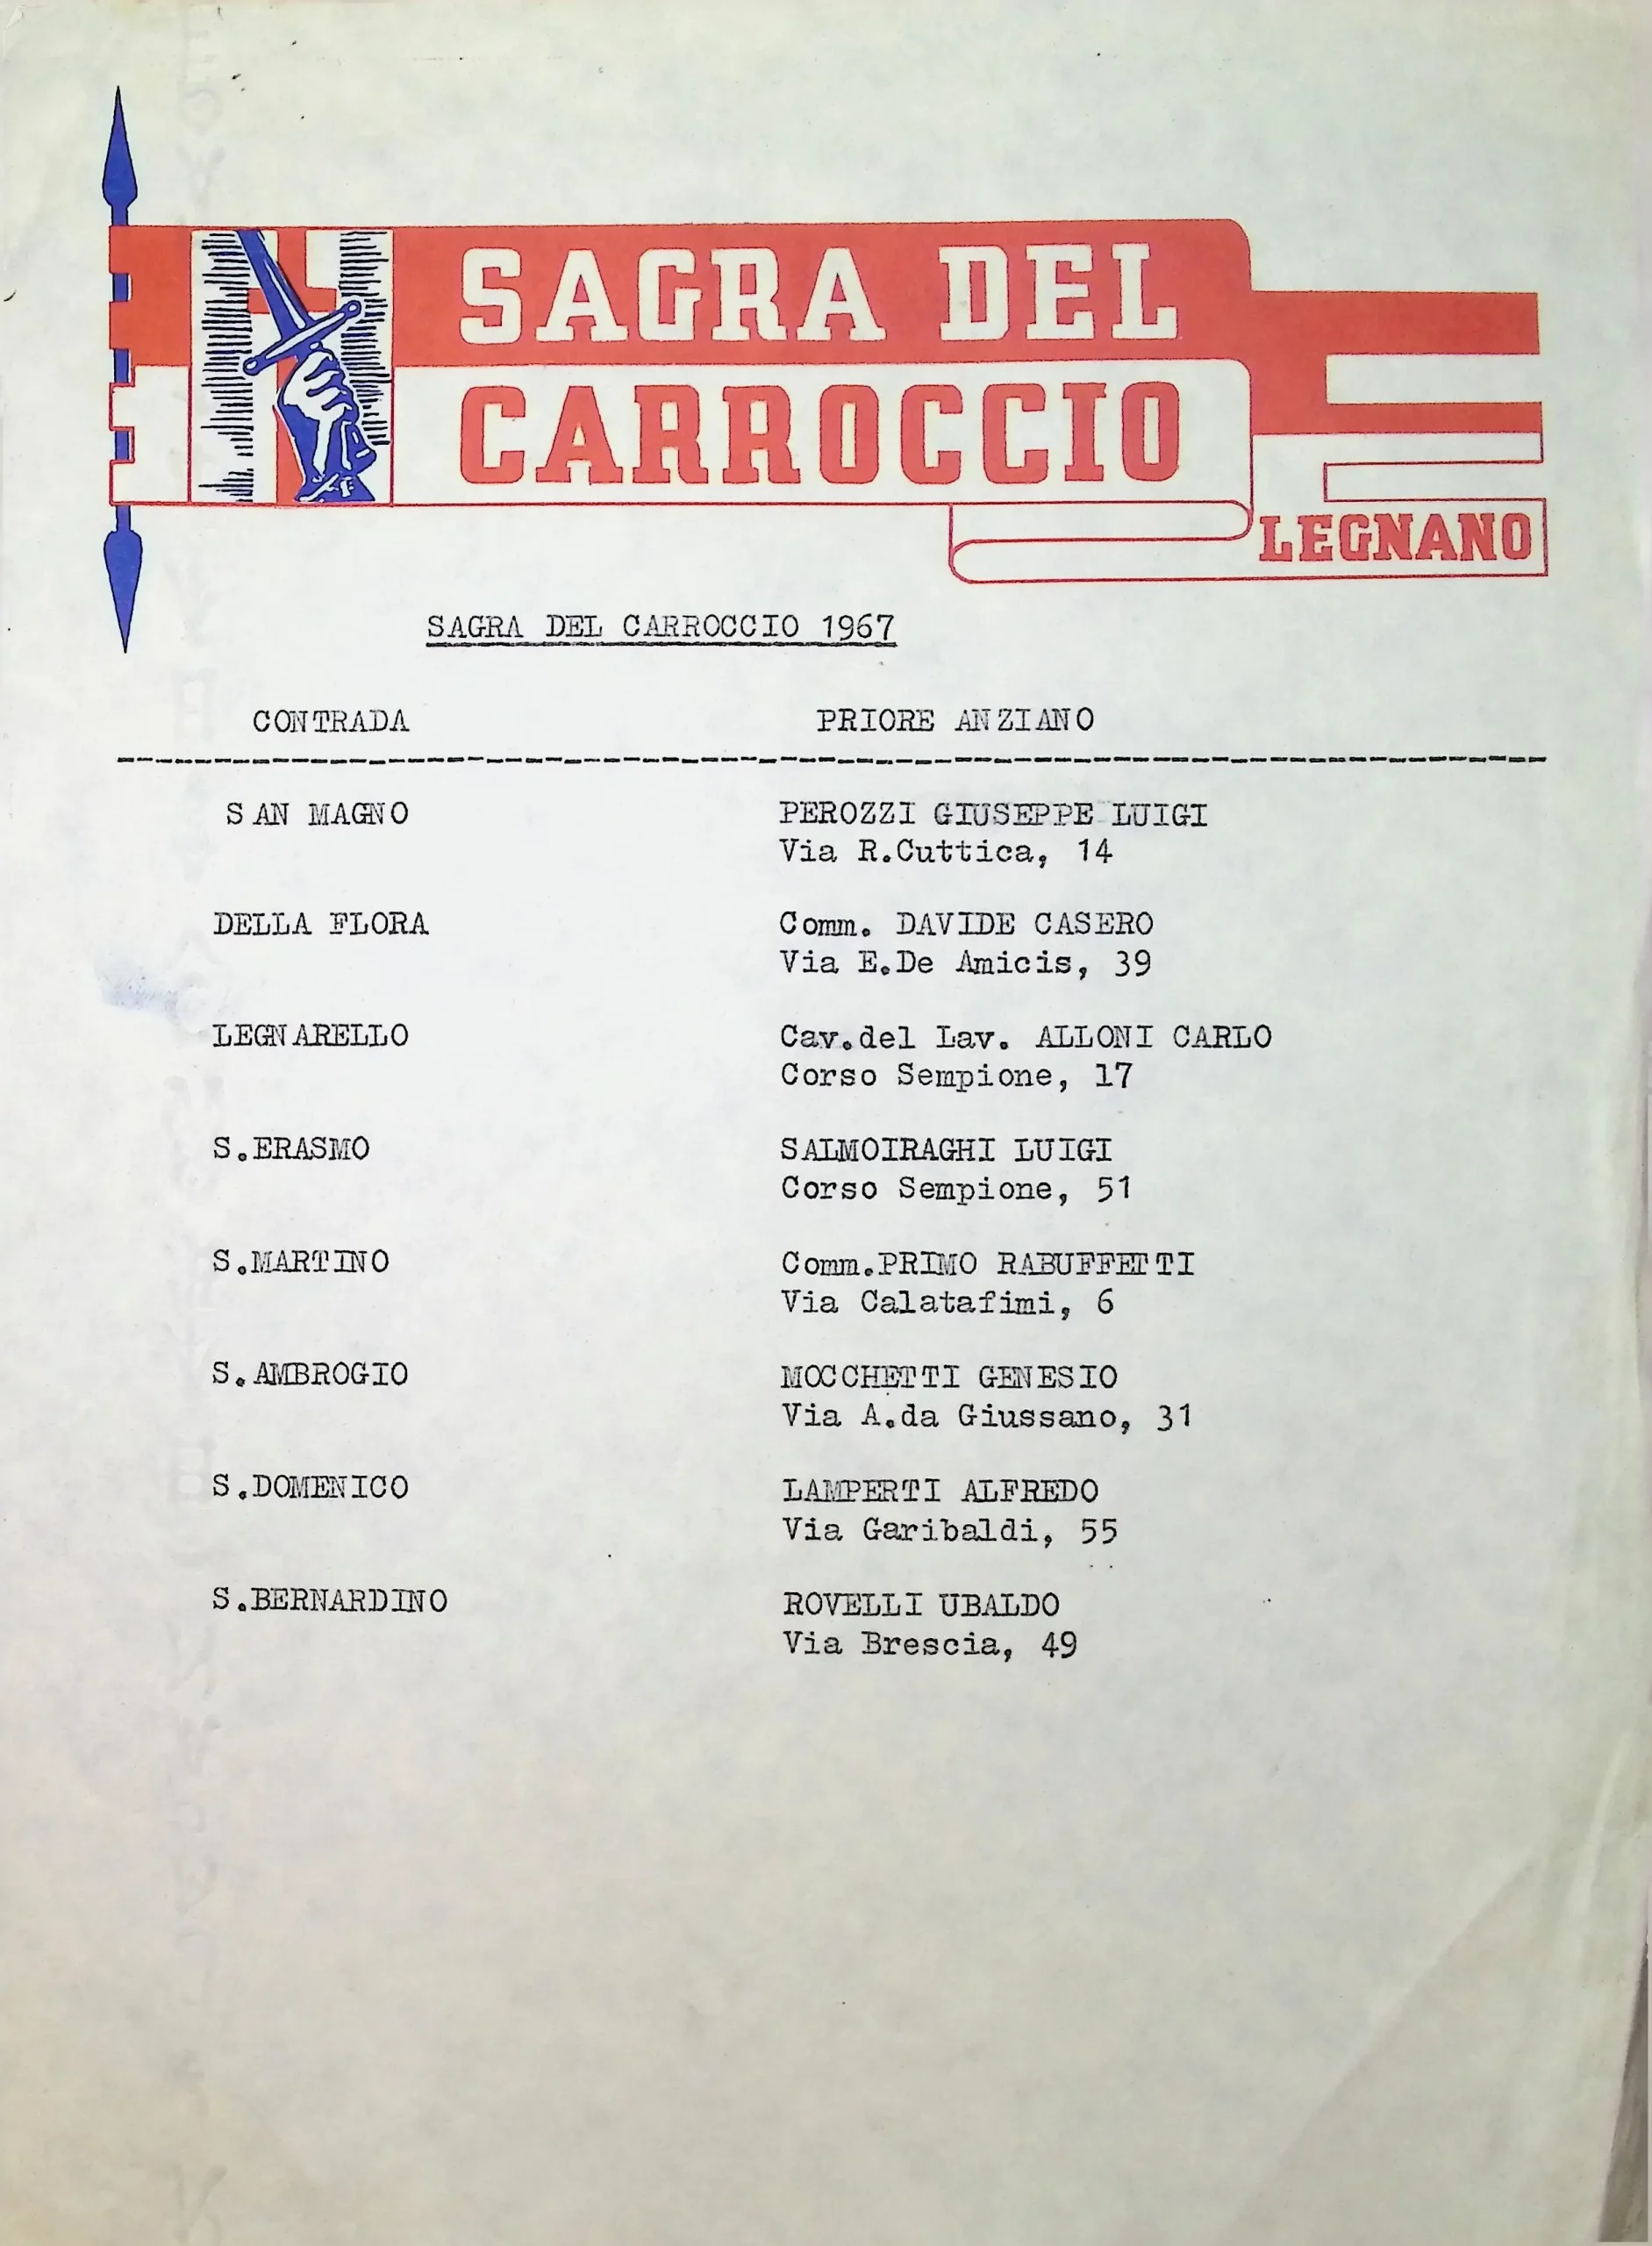 SAGRA DEL
CARROCCIO
LEGNANO
SAGRA DEL CARROCCIO 1967
CONTRADA PRIORE ANZIANO
SAN MAGNO PEROZZI GIUSEPPE LUIGI
Via R.Cuttica, 14
DELLA FLORA Comm. DAVIDE CASERO
Via E.De Amicis, 39
LEGNARELLO Cav.del Lav. ALLONI CARLO
Corso Sempione, 17
S.ERASMO SALMOIRAGHI LUIGI
Corso Sempione, 51
S.MARTINO Comm.PRIMO RABUFFETTI
Via Calatafimi, 6
S.AMBROGIO MOCCHETTI GENESIO
Via A.da Giussano, 31
S.DOMENICO LAMPERTI ALFREDO
Via Garibaldi, 55
S.BERNARDINO ROVELLI UBALDO
Via Brescia, 49